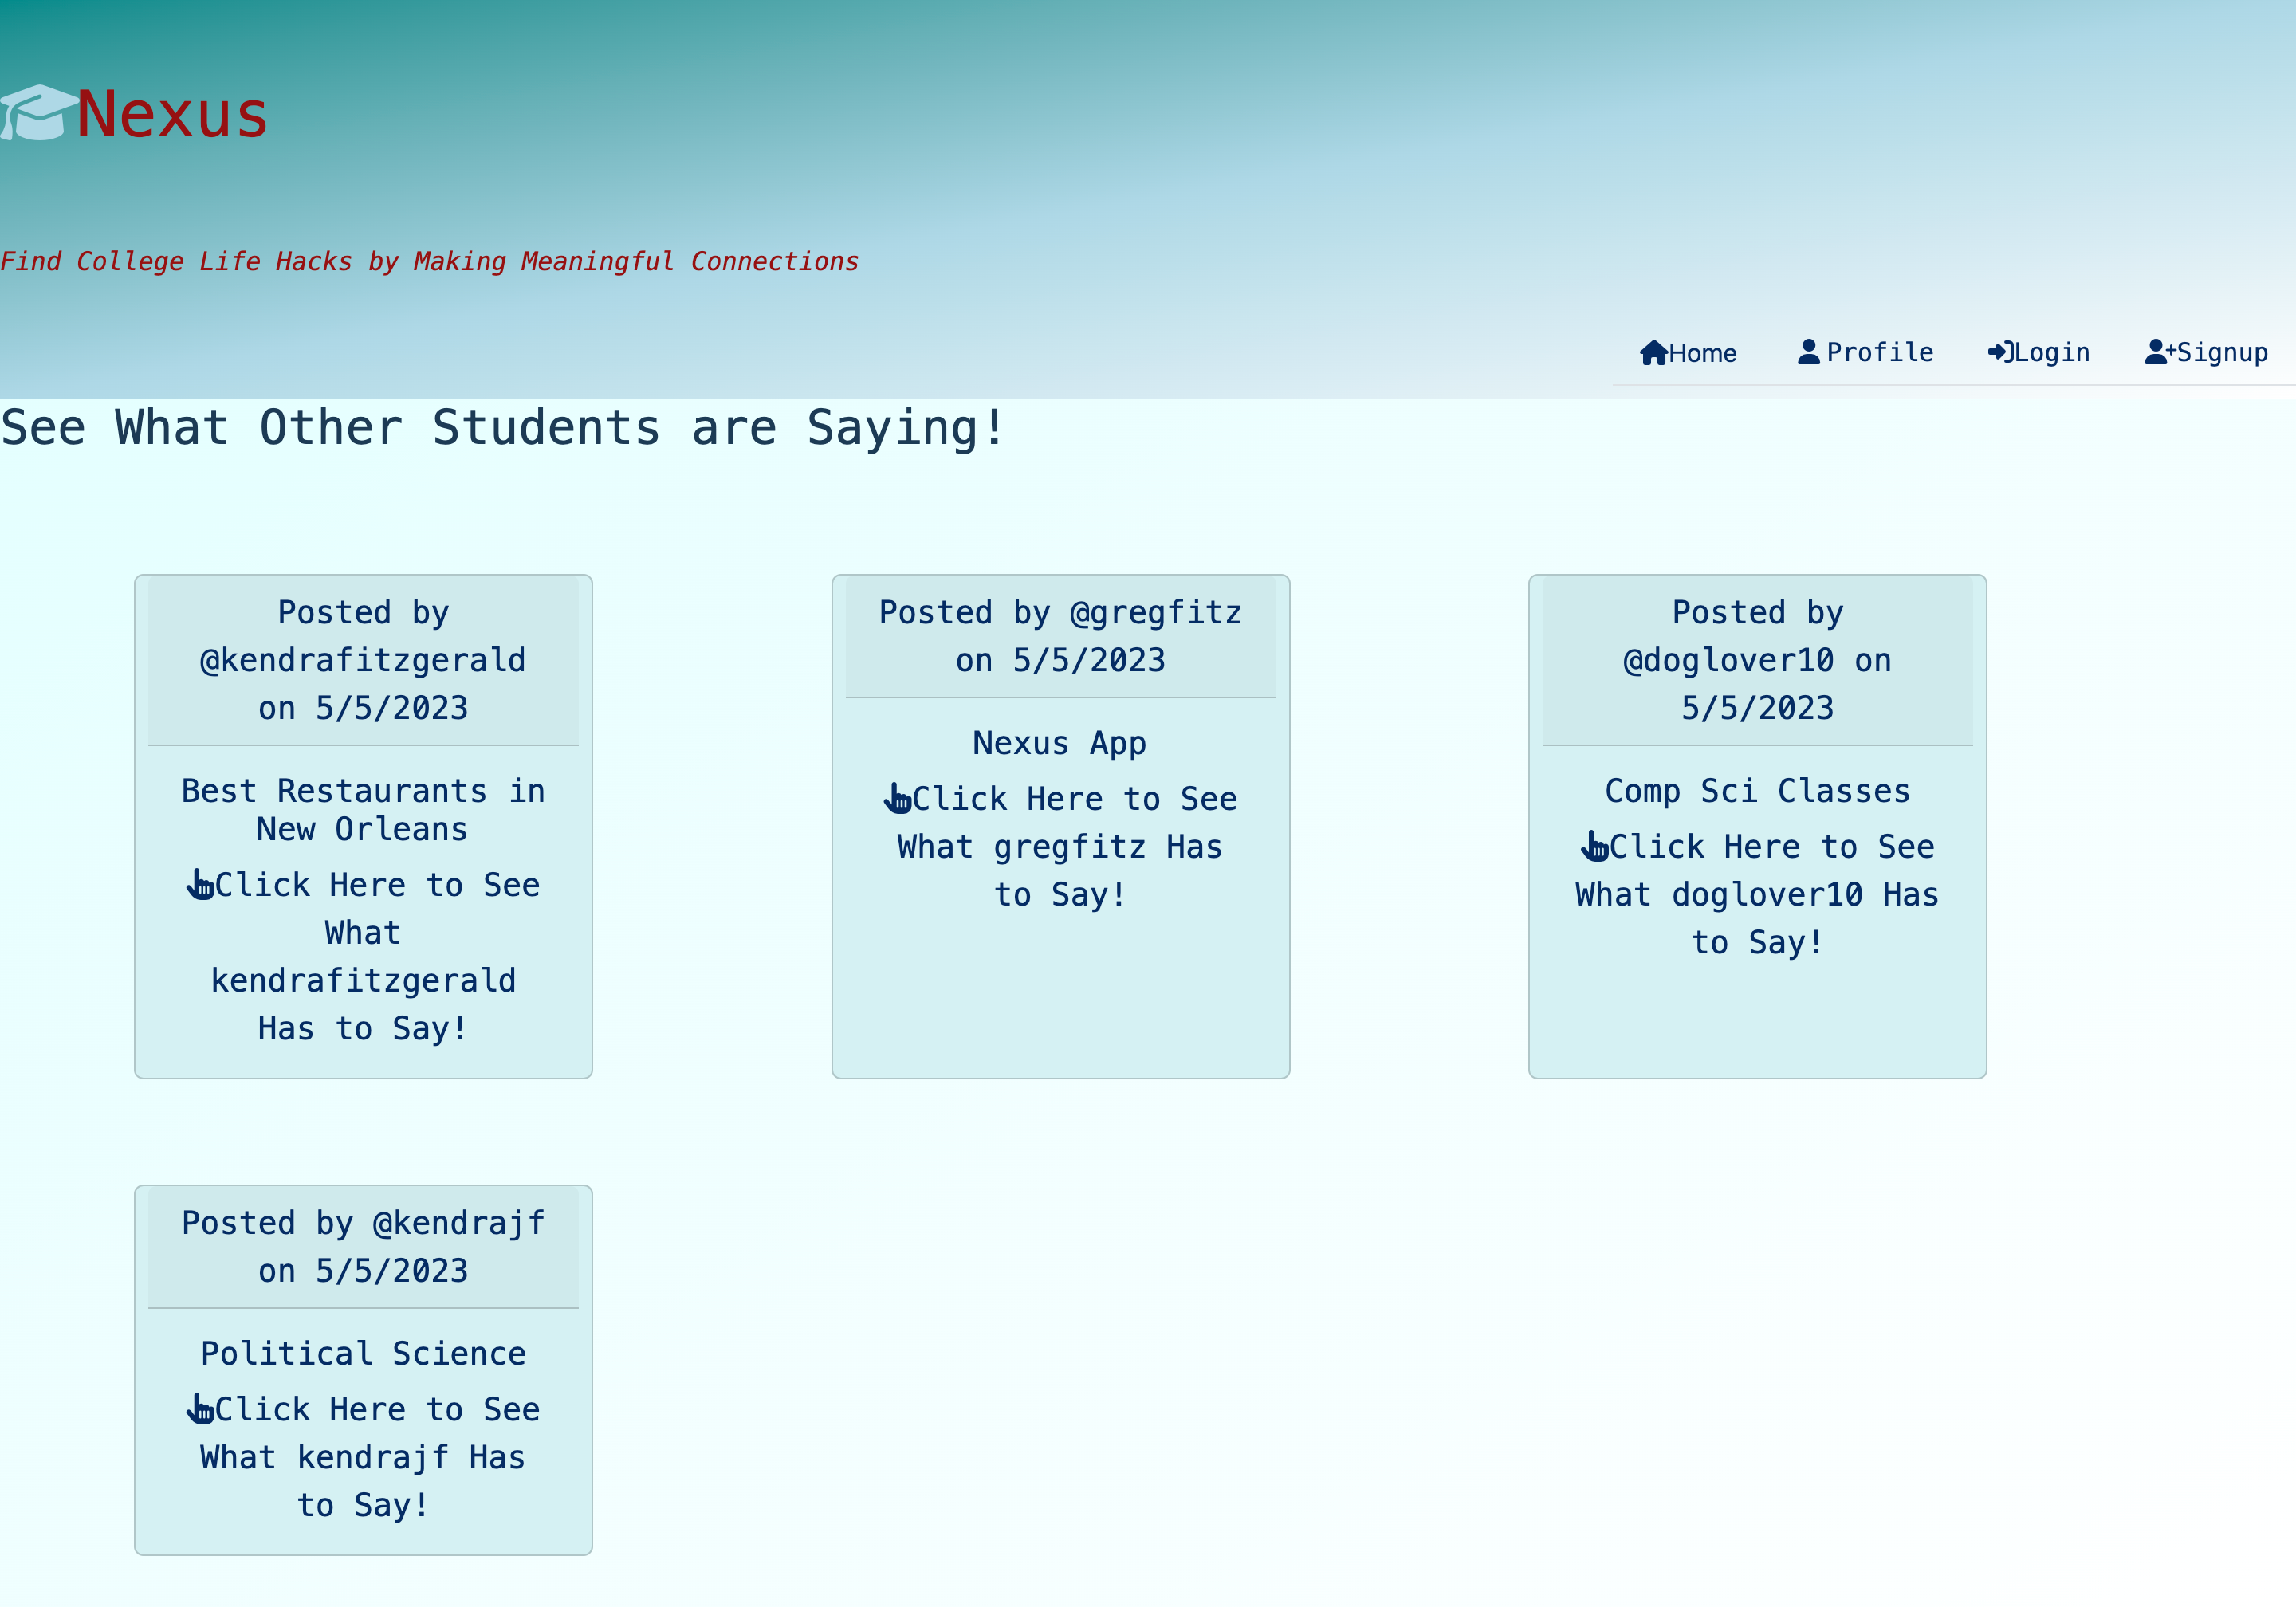 Nexus
Find College Life Hacks by Making Meaningful Connections
Home Profile Login Signup
See What Other Students are Saying!
Posted by
@kendrafitzgerald
on 5/5/2023
Best Restaurants in
New Orleans
Click Here to See
What
kendrafitzgerald
Has to Say!
Posted by @gregfitz
on 5/5/2023
Nexus App
Click Here to See
What gregfitz Has
to Say!
Posted by
@doglover10 on
5/5/2023
Comp Sci Classes
Click Here to See
What doglover10 Has
to Say!
Posted by @kendrajf
on 5/5/2023
Political Science
Click Here to See
What kendrajf Has
to Say!